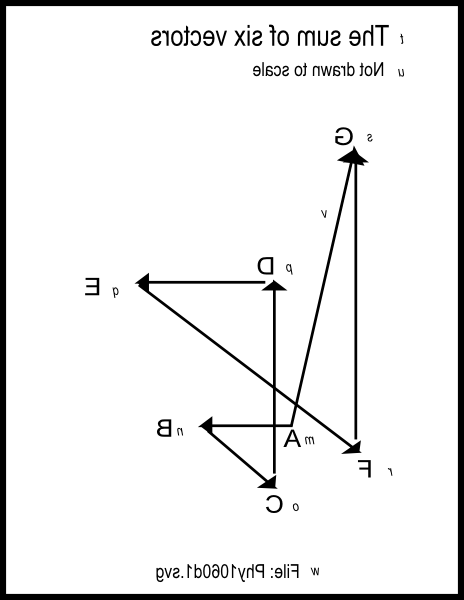 t The sum of six vectors
u Not drawn to scale
s G
v
p D
q E
m A
n B
r F
o C
w File: Phy1060d1.svg